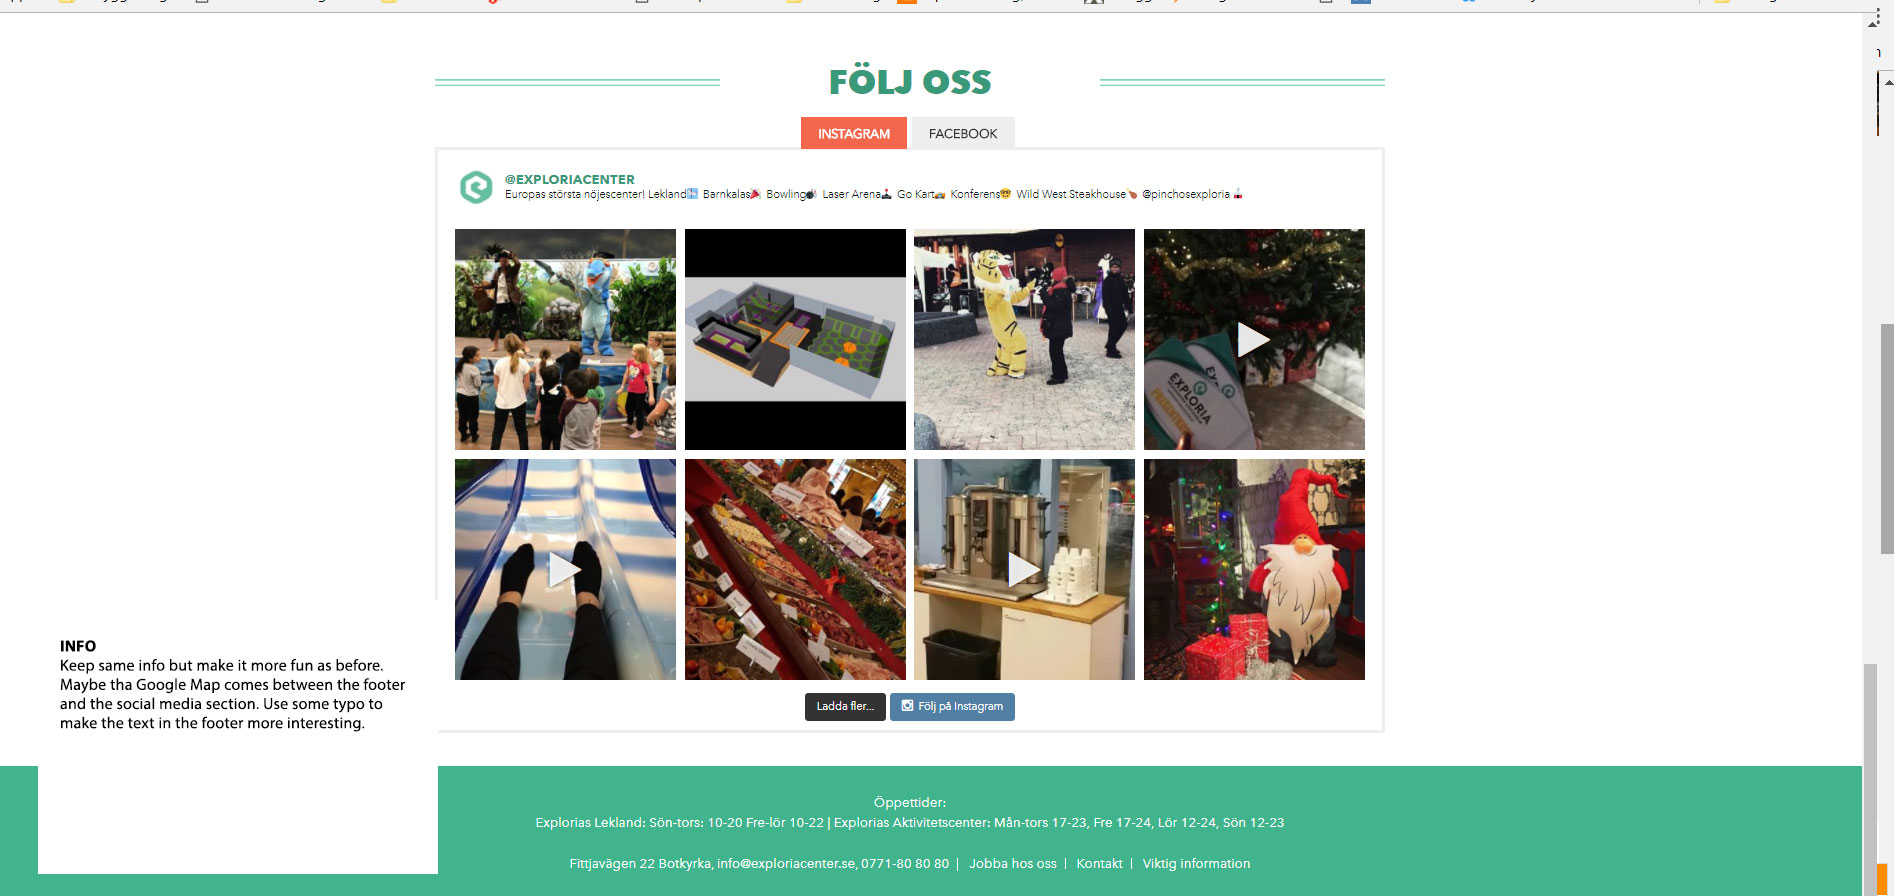 FÖLJ OSS
INSTAGRAM
FACEBOOK
@EXPLORIACENTER
Europas största nöjescenter! Lekland Barnkalas Bowling Laser Arena Go Kart Konferens Wild West Steakhouse @pinchosexploria
EXPLORIA
INFO
Keep same info but make it more fun as before.
Maybe tha Google Map comes between the footer
and the social media section. Use some typo to
make the text in the footer more interesting.
Ladda fler...
Följ på Instagram
Öppettider:
Explorias Lekland: Sön-tors: 10-20 Fre-lör 10-22 | Explorias Aktivitetscenter: Mån-tors 17-23, Fre 17-24, Lör 12-24, Sön 12-23
Fittjavägen 22 Botkyrka, info@exploriacenter.se, 0771-80 80 80 | Jobba hos oss | Kontakt | Viktig information